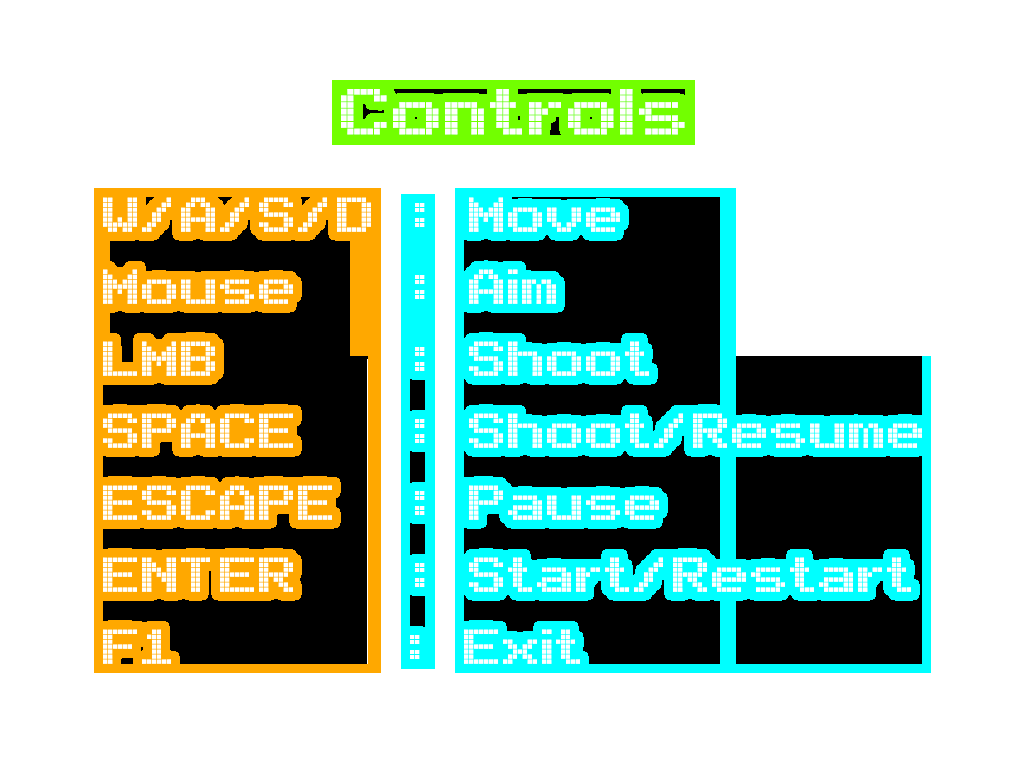 Controls
W/A/S/D : Move
Mouse : Aim
LMB : Shoot
SPACE : Shoot/Resume
ESCAPE : Pause
ENTER : Start/Restart
F1 : Exit